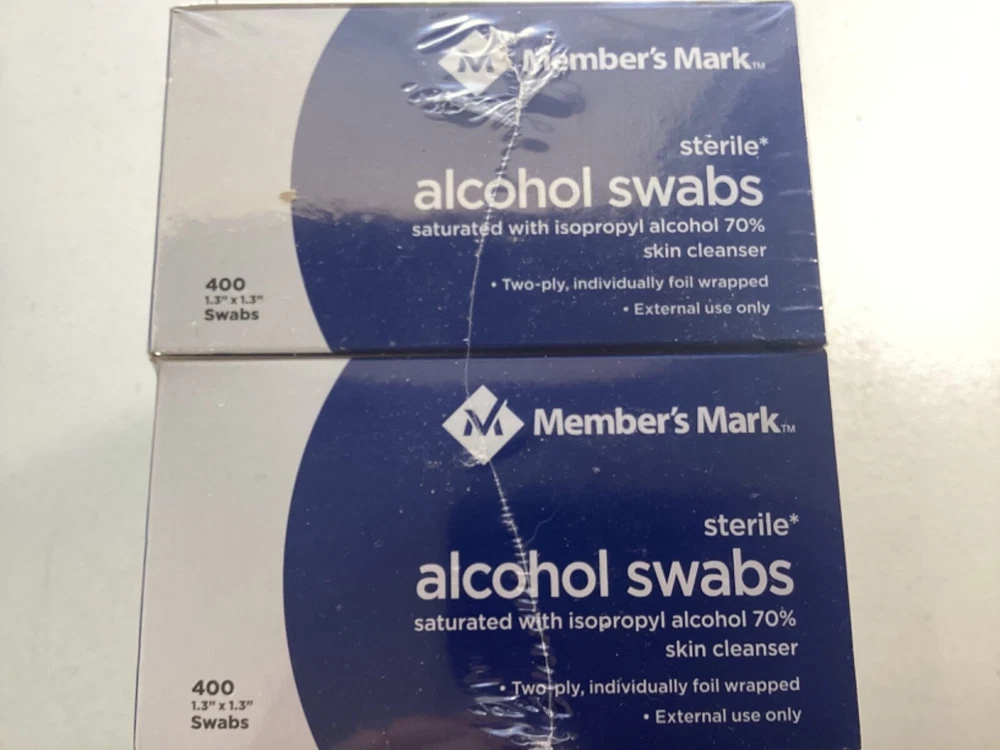 Member's Mark™
sterile*
alcohol swabs
saturated with isopropyl alcohol 70%
skin cleanser
• Two-ply, individually foil wrapped
• External use only
400
1.3" x 1.3"
Swabs
Member's Mark™
sterile*
alcohol swabs
saturated with isopropyl alcohol 70%
skin cleanser
• Two-ply, individually foil wrapped
• External use only
400
1.3" x 1.3"
Swabs